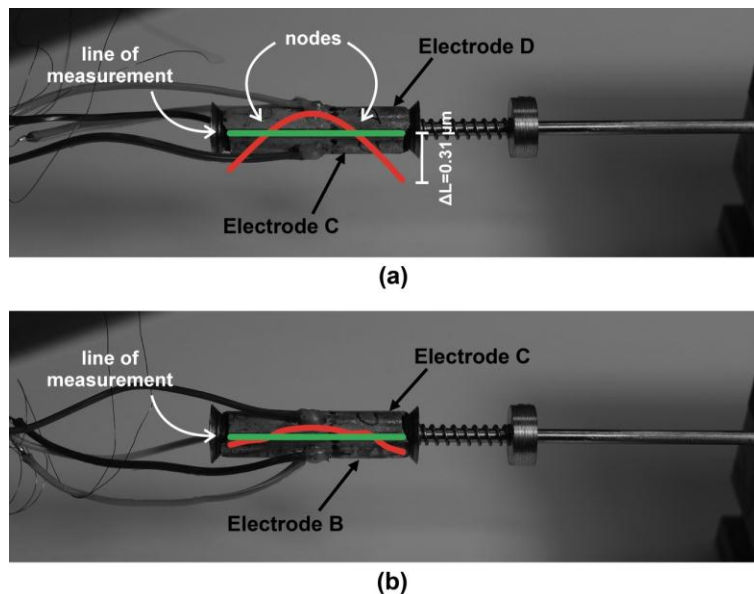 nodes
Electrode D
line of
measurement
ΔL=0.31 μm
Electrode C
(a)
Electrode C
line of
measurement
Electrode B
(b)